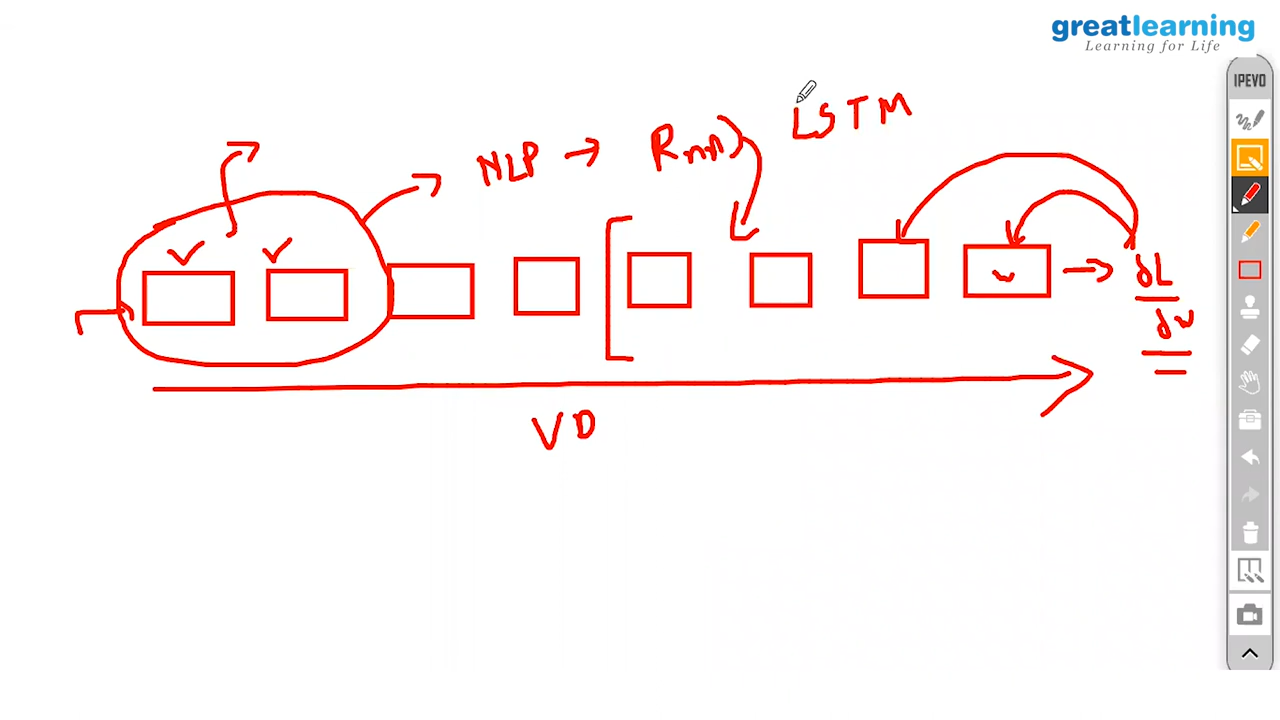 greatlearning
Learning for Life
IPEVO
NLP → Rnn) LSTM
w → dL
dw
VD